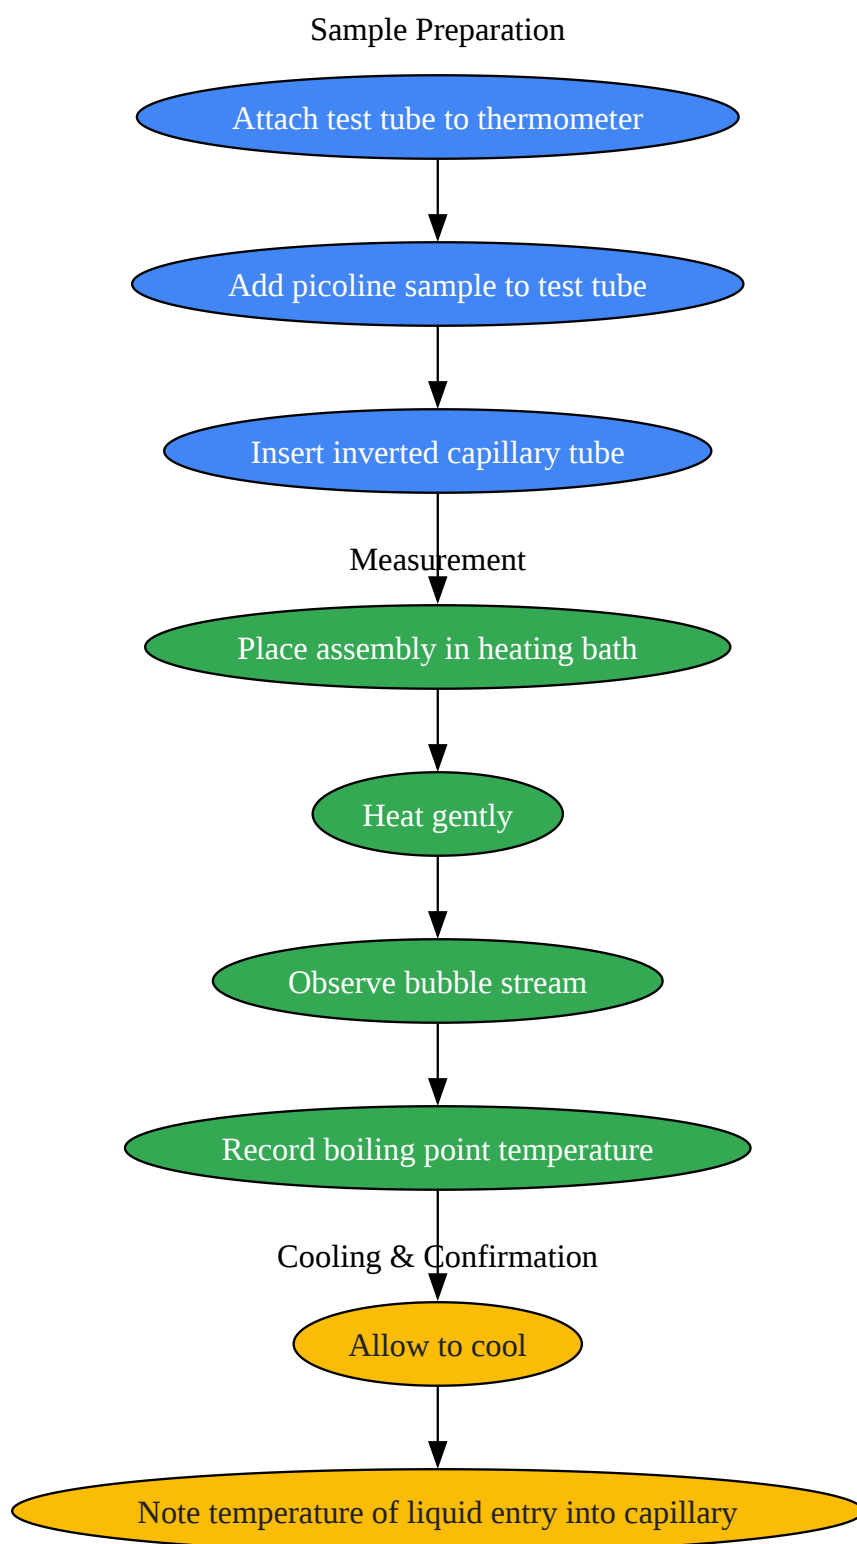 Sample Preparation
Attach test tube to thermometer
Add picoline sample to test tube
Insert inverted capillary tube
Measurement
Place assembly in heating bath
Heat gently
Observe bubble stream
Record boiling point temperature
Cooling & Confirmation
Allow to cool
Note temperature of liquid entry into capillary